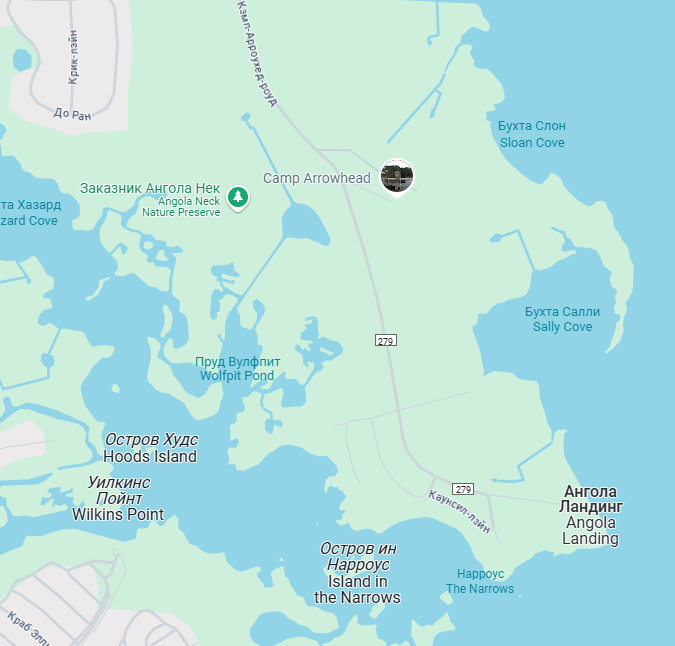 Кэмп-Арроухед-роуд
Крик-лэйн
До Ран
Бухта Слон
Sloan Cove
Camp Arrowhead
Заказник Ангола Нек
Angola Neck
Nature Preserve
та Хазард
zard Cove
Бухта Салли
Sally Cove
279
Пруд Вулфпит
Wolfpit Pond
Остров Худс
Hoods Island
Уилкинс
Пойнт
Wilkins Point
279
Каунсил-лэйн
Ангола
Ландинг
Angola
Landing
Остров ин
Нарроус
Island in
the Narrows
Нарроус
The Narrows
Краб Элли